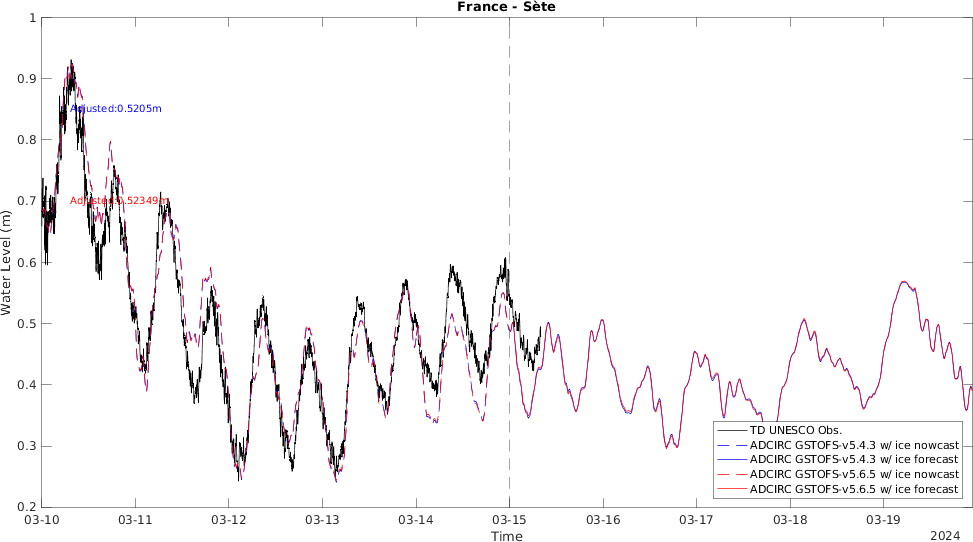 France - Sète
Water Level (m)
1
0.9
0.8
0.7
0.6
0.5
0.4
0.3
0.2
Adjusted:0.5205m
Adjusted:0.52349m
TD UNESCO Obs.
ADCIRC GSTOFS-v5.4.3 w/ ice nowcast
ADCIRC GSTOFS-v5.4.3 w/ ice forecast
ADCIRC GSTOFS-v5.6.5 w/ ice nowcast
ADCIRC GSTOFS-v5.6.5 w/ ice forecast
03-10 03-11 03-12 03-13 03-14 03-15 03-16 03-17 03-18 03-19
Time
2024